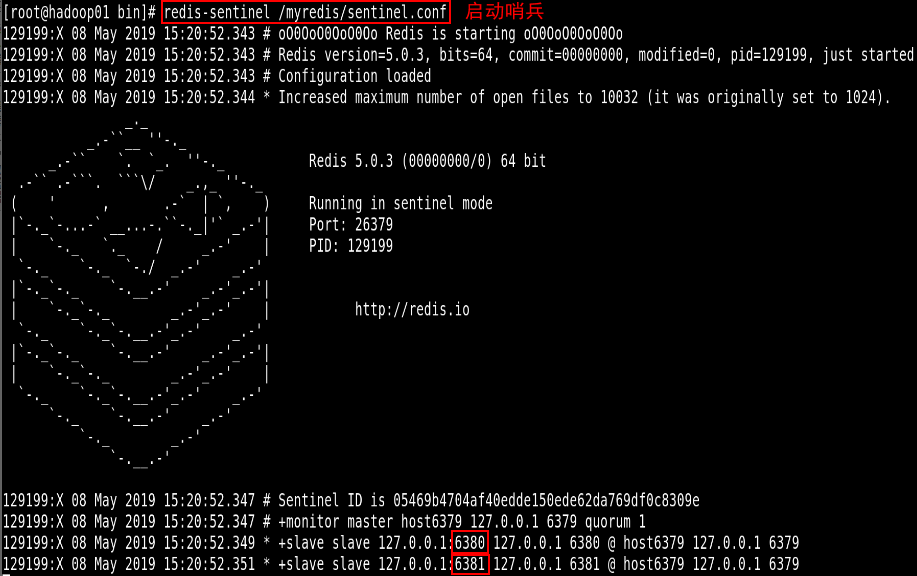 [root@hadoop01 bin]# redis-sentinel /myredis/sentinel.conf 启动哨兵
129199:X 08 May 2019 15:20:52.343 # oO0OoO0OoO0Oo Redis is starting oO0OoO0OoO0Oo
129199:X 08 May 2019 15:20:52.343 # Redis version=5.0.3, bits=64, commit=00000000, modified=0, pid=129199, just started
129199:X 08 May 2019 15:20:52.343 # Configuration loaded
129199:X 08 May 2019 15:20:52.344 * Increased maximum number of open files to 10032 (it was originally set to 1024).
Redis 5.0.3 (00000000/0) 64 bit
Running in sentinel mode
Port: 26379
PID: 129199
http://redis.io
129199:X 08 May 2019 15:20:52.347 # Sentinel ID is 05469b4704af40edde150ede62da769df0c8309e
129199:X 08 May 2019 15:20:52.347 # +monitor master host6379 127.0.0.1 6379 quorum 1
129199:X 08 May 2019 15:20:52.349 * +slave slave 127.0.0.1:6380 127.0.0.1 6380 @ host6379 127.0.0.1 6379
129199:X 08 May 2019 15:20:52.351 * +slave slave 127.0.0.1:6381 127.0.0.1 6381 @ host6379 127.0.0.1 6379